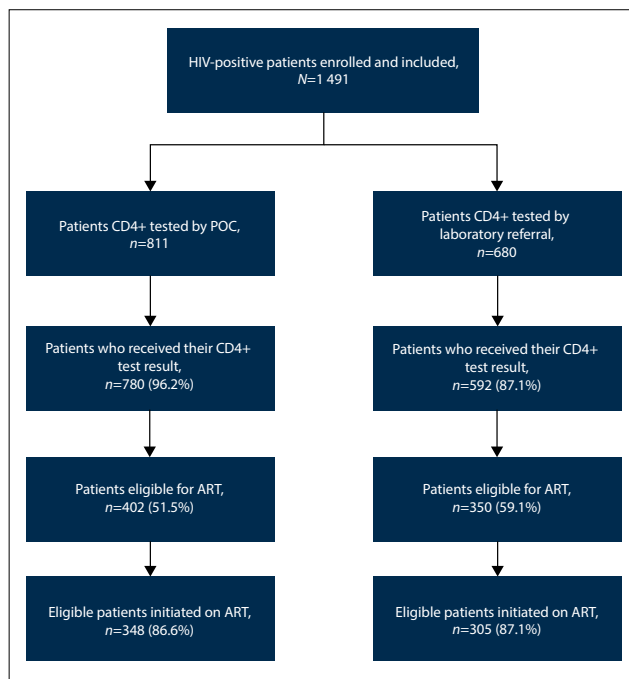 HIV-positive patients enrolled and included,
N=1 491
Patients CD4+ tested by POC,
n=811
Patients CD4+ tested by
laboratory referral,
n=680
Patients who received their CD4+
test result,
n=780 (96.2%)
Patients who received their CD4+
test result,
n=592 (87.1%)
Patients eligible for ART,
n=402 (51.5%)
Patients eligible for ART,
n=350 (59.1%)
Eligible patients initiated on ART,
n=348 (86.6%)
Eligible patients initiated on ART,
n=305 (87.1%)